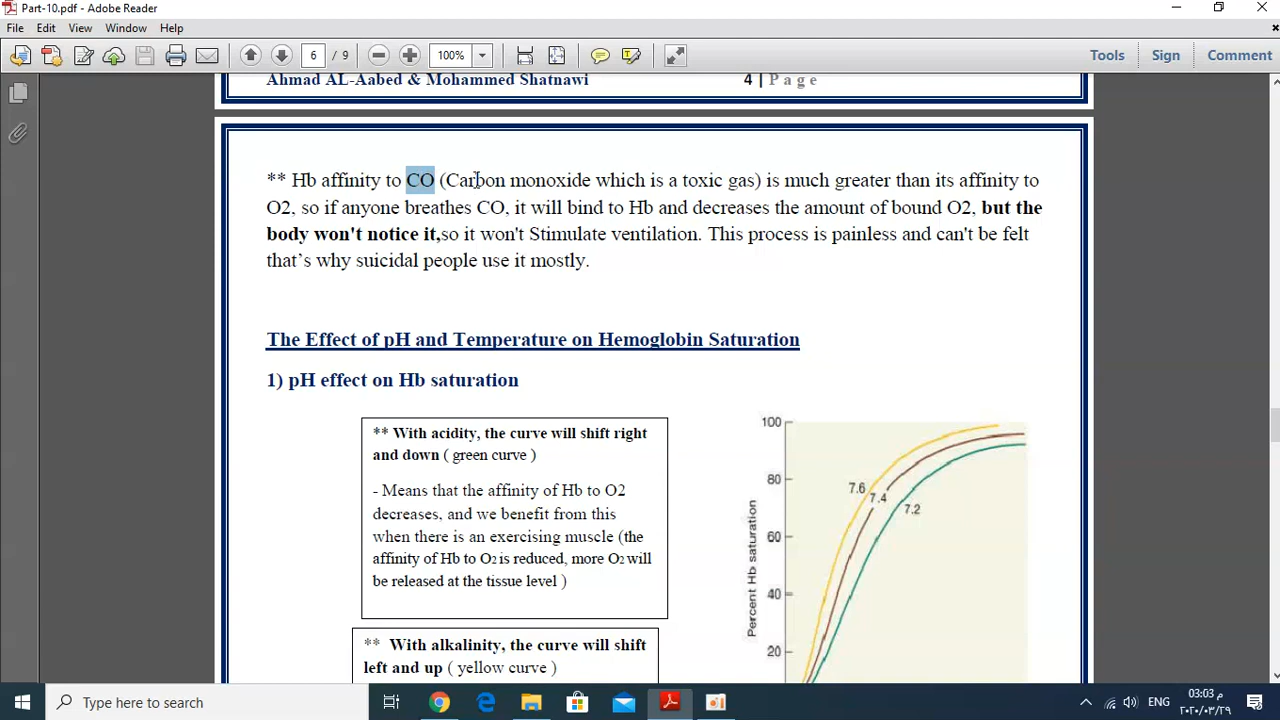 Part-10.pdf - Adobe Reader
File Edit View Window Help
6 / 9 100% Tools Sign Comment
Ahmad AL-Aabed & Mohammed Shatnawi 4 | Page
** Hb affinity to CO (Carbon monoxide which is a toxic gas) is much greater than its affinity to
O2, so if anyone breathes CO, it will bind to Hb and decreases the amount of bound O2, but the
body won't notice it,so it won't Stimulate ventilation. This process is painless and can't be felt
that’s why suicidal people use it mostly.
The Effect of pH and Temperature on Hemoglobin Saturation
1) pH effect on Hb saturation
** With acidity, the curve will shift right
and down ( green curve )
- Means that the affinity of Hb to O2
decreases, and we benefit from this
when there is an exercising muscle (the
affinity of Hb to O2 is reduced, more O2 will
be released at the tissue level )
** With alkalinity, the curve will shift
left and up ( yellow curve )
Percent Hb saturation
100
80
60
40
20
7.6
7.4
7.2
Type here to search
ENG
03:03 م
٢٠٢٠/٠٣/٢٩